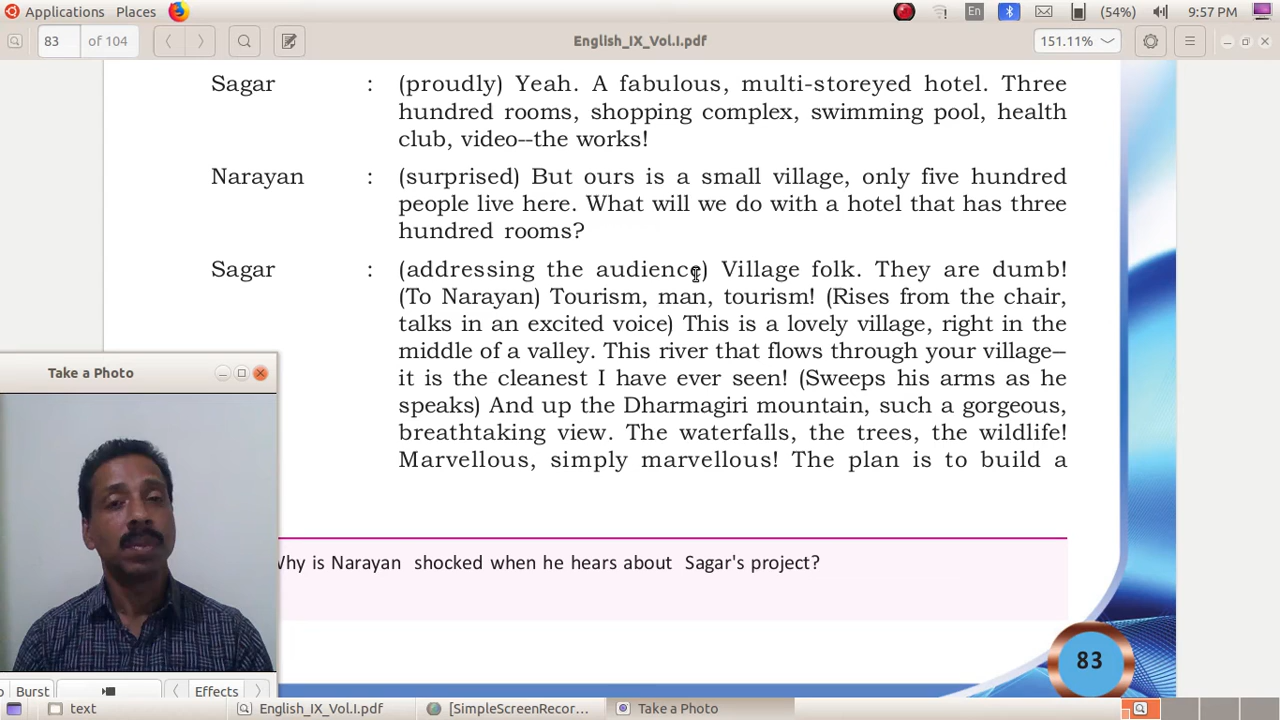 Applications Places En (54%) 9:57 PM
83 of 104 English_IX_Vol.I.pdf 151.11%
Sagar : (proudly) Yeah. A fabulous, multi-storeyed hotel. Three
hundred rooms, shopping complex, swimming pool, health
club, video--the works!
Narayan : (surprised) But ours is a small village, only five hundred
people live here. What will we do with a hotel that has three
hundred rooms?
Sagar : (addressing the audience) Village folk. They are dumb!
(To Narayan) Tourism, man, tourism! (Rises from the chair,
talks in an excited voice) This is a lovely village, right in the
middle of a valley. This river that flows through your village–
it is the cleanest I have ever seen! (Sweeps his arms as he
speaks) And up the Dharmagiri mountain, such a gorgeous,
breathtaking view. The waterfalls, the trees, the wildlife!
Marvellous, simply marvellous! The plan is to build a
Take a Photo
Why is Narayan shocked when he hears about Sagar's project?
83
Burst Effects
text English_IX_Vol.I.pdf [SimpleScreenRecor... Take a Photo